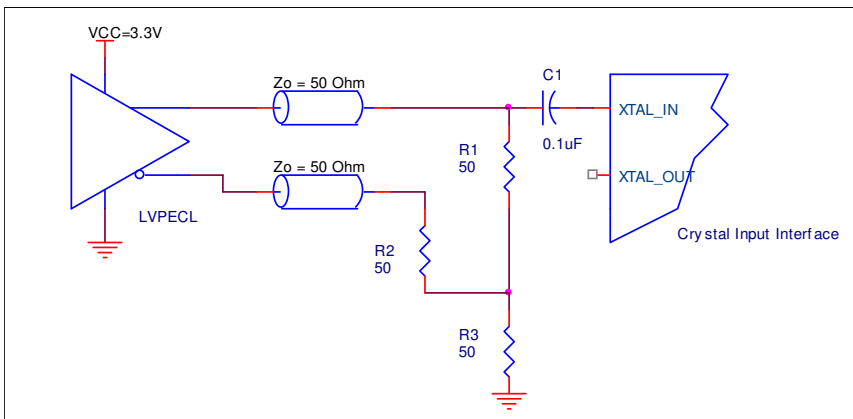 VCC=3.3V
Zo = 50 Ohm
C1
XTAL_IN
0.1uF
R1
50
Zo = 50 Ohm
XTAL_OUT
LVPECL
Crystal Input Interface
R2
50
R3
50